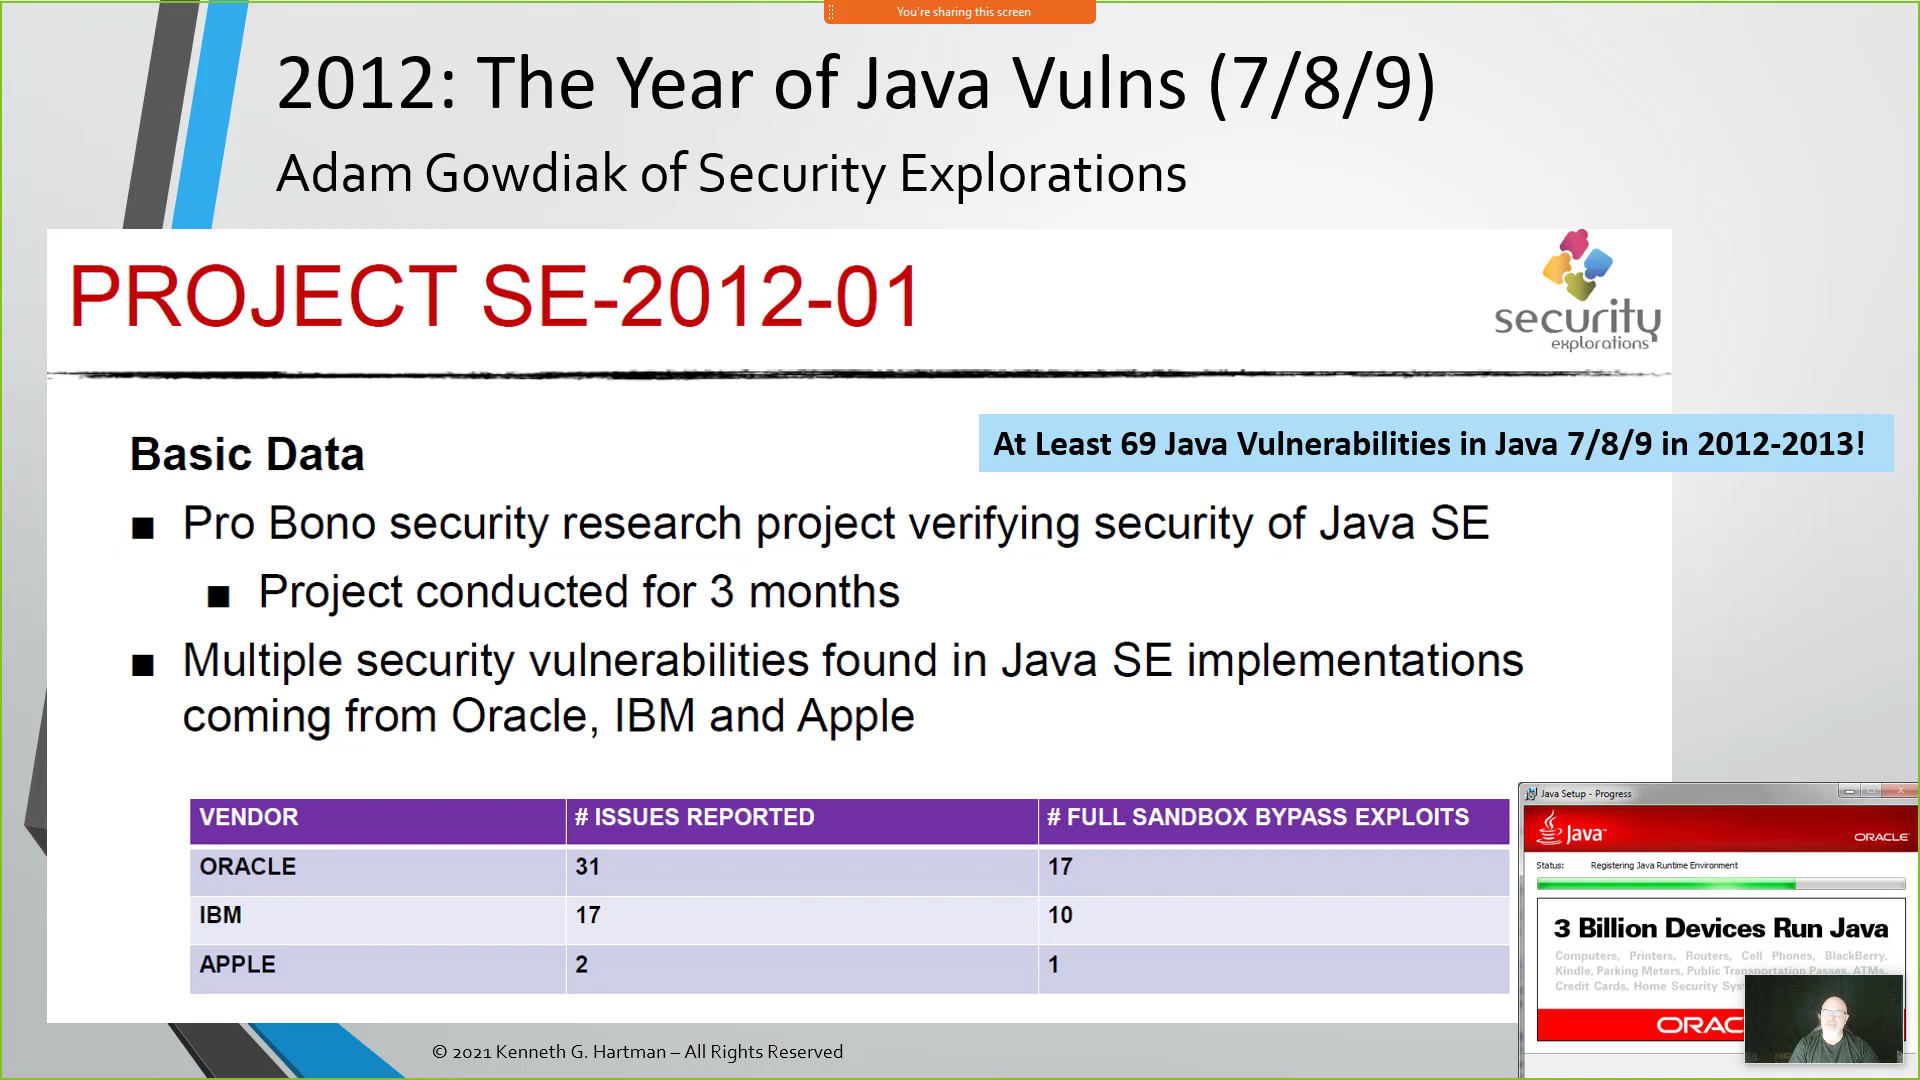 You're sharing this screen
2012: The Year of Java Vulns (7/8/9)
Adam Gowdiak of Security Explorations
PROJECT SE-2012-01
security
explorations
At Least 69 Java Vulnerabilities in Java 7/8/9 in 2012-2013!
Basic Data
■ Pro Bono security research project verifying security of Java SE
■ Project conducted for 3 months
■ Multiple security vulnerabilities found in Java SE implementations
coming from Oracle, IBM and Apple
VENDOR # ISSUES REPORTED # FULL SANDBOX BYPASS EXPLOITS
ORACLE 31 17
IBM 17 10
APPLE 2 1
Java Setup - Progress
Java™
ORACLE
Status: Registering Java Runtime Environment
3 Billion Devices Run Java
Computers, Printers, Routers, Cell Phones, BlackBerry,
Kindle, Parking Meters, Public Transportation Passes, ATMs,
Credit Cards, Home Security
© 2021 Kenneth G. Hartman – All Rights Reserved